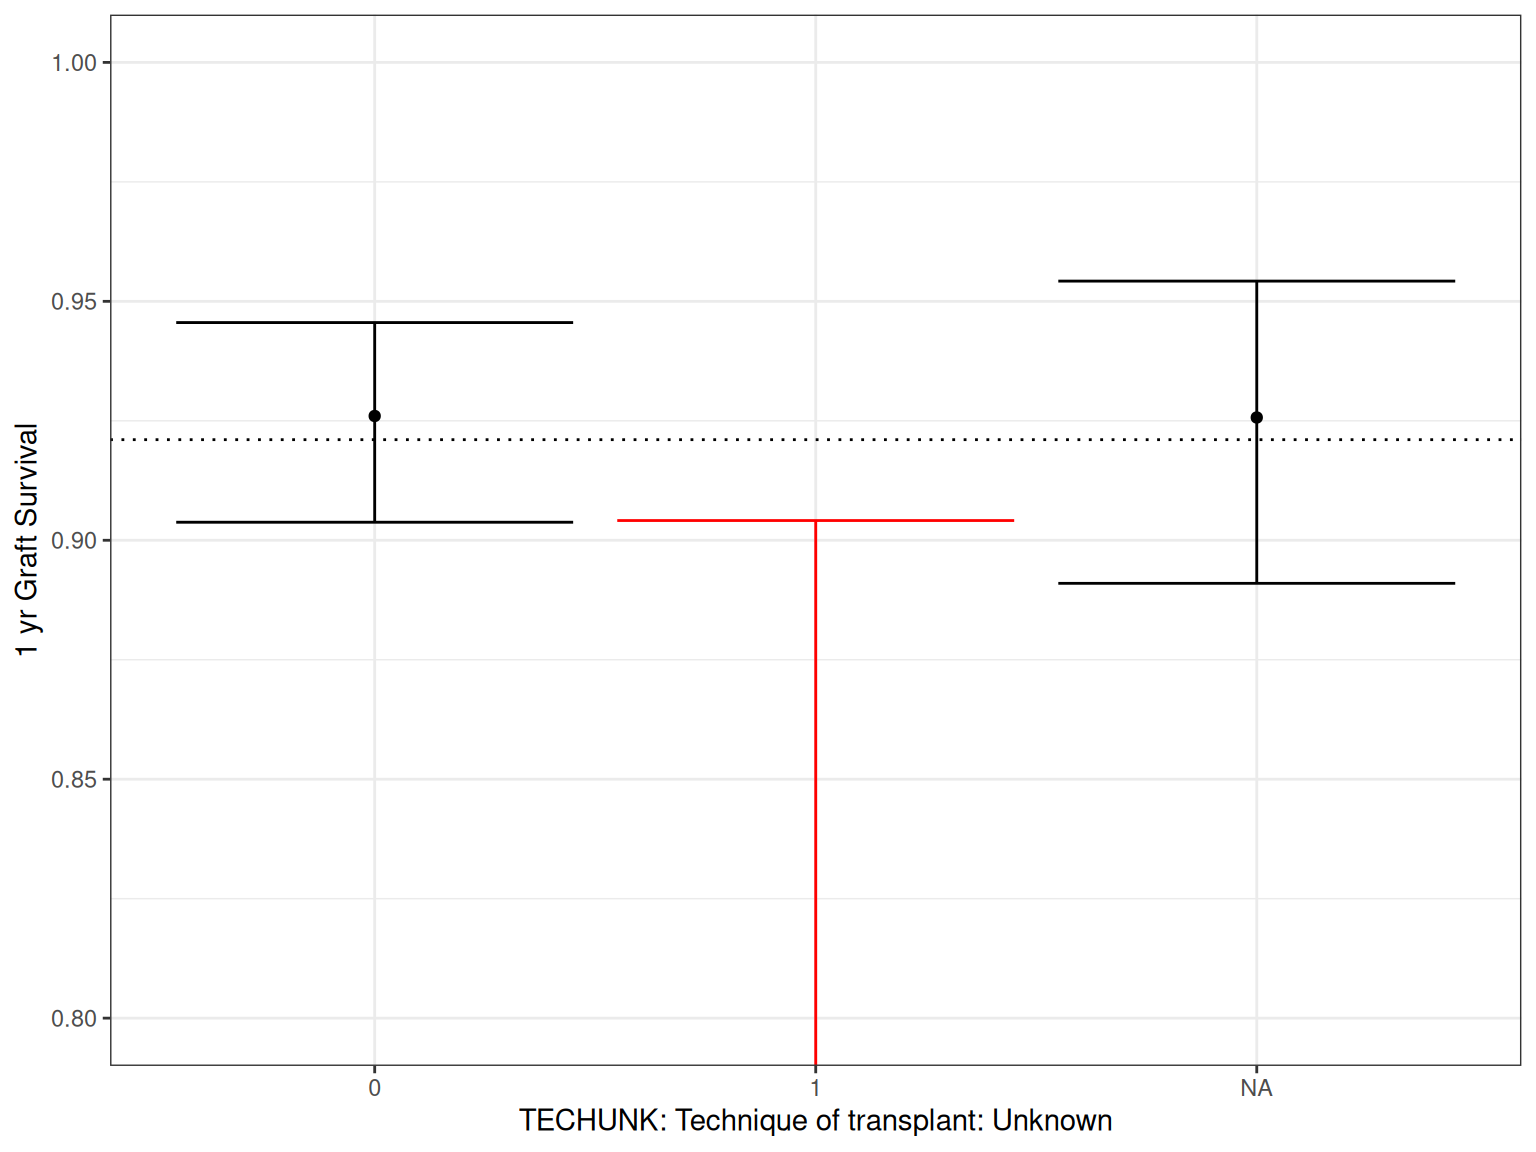 1.00
0.95
0.90
0.85
0.80
1 yr Graft Survival
0 1 NA
TECHUNK: Technique of transplant: Unknown